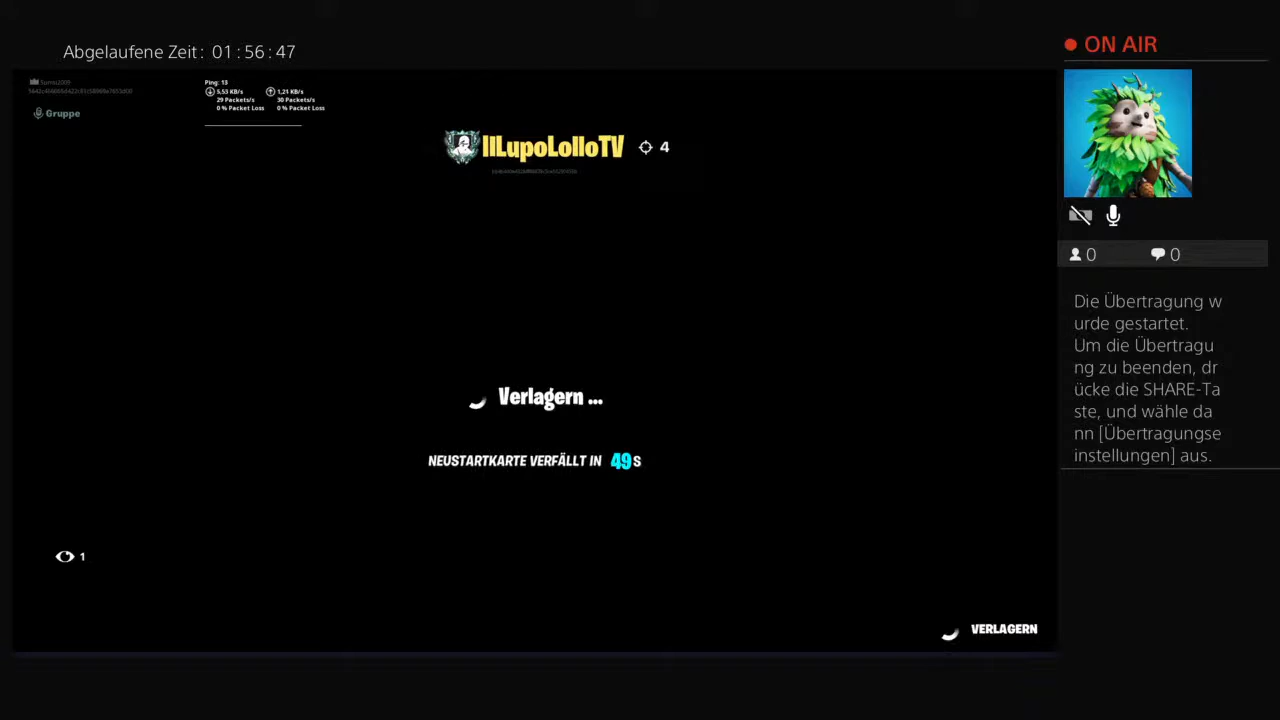 Abgelaufene Zeit: 01:56:47
ON AIR
Ping: 13
5,53 KB/s 1,21 KB/s
29 Packets/s 30 Packets/s
0 % Packet Loss 0 % Packet Loss
Gruppe
IlLupoLolloTV 4
0 0
Die Übertragung w
urde gestartet.
Um die Übertragu
ng zu beenden, dr
ücke die SHARE-Ta
ste, und wähle da
nn [Übertragungse
instellungen] aus.
Verlagern ...
NEUSTARTKARTE VERFÄLLT IN 49 S
1
VERLAGERN